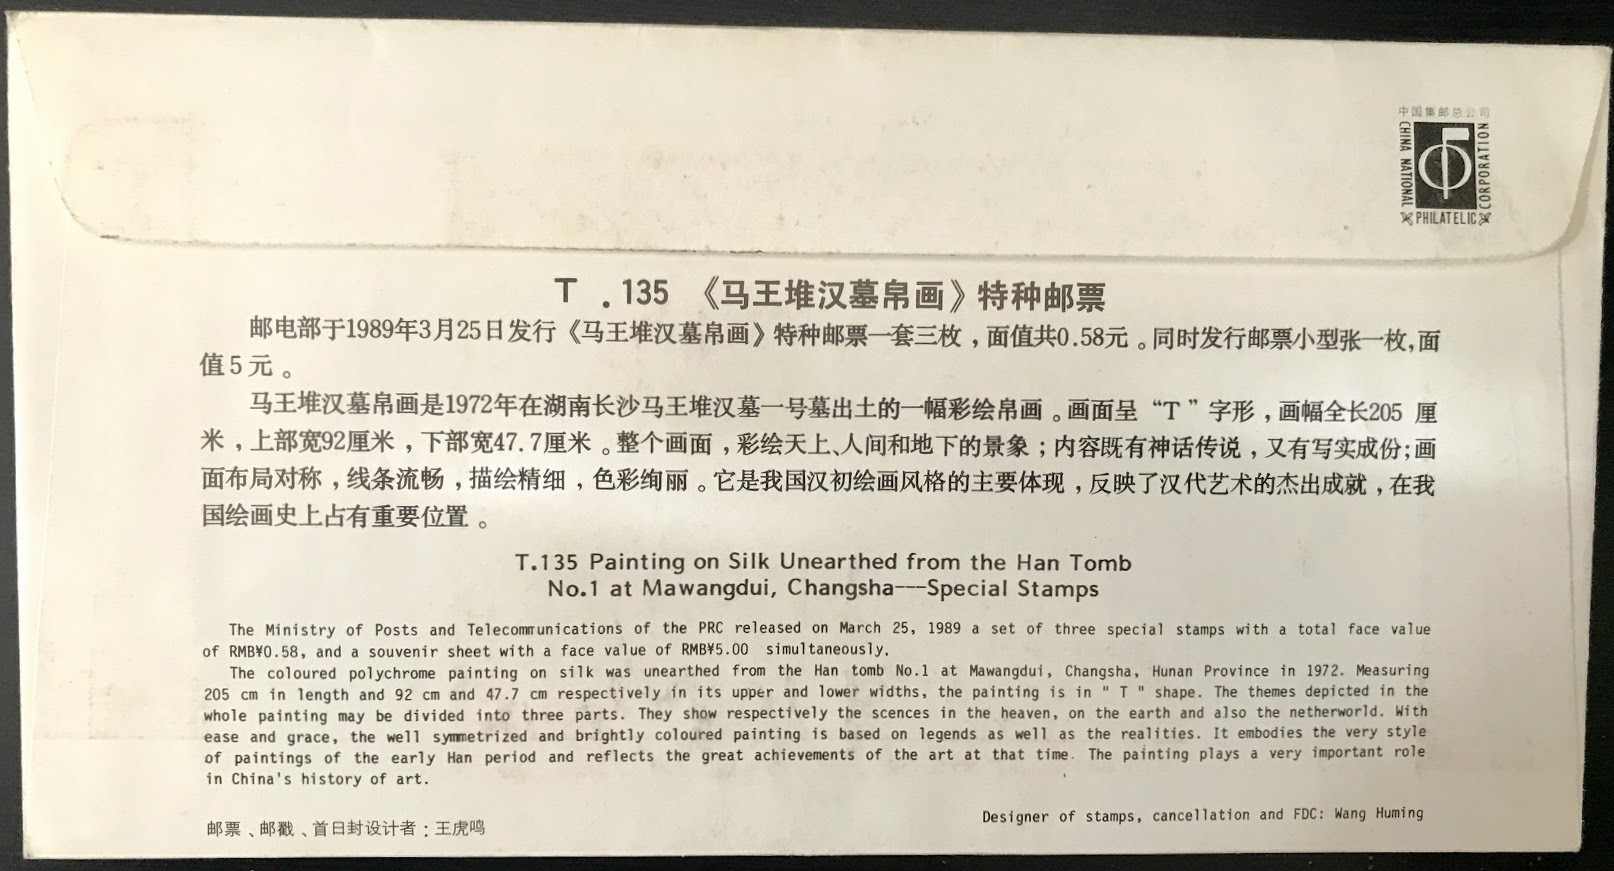 中国集邮总公司
CHINA NATIONAL
PHILATELIC
CORPORATION
T.135 《马王堆汉墓帛画》特种邮票
邮电部于1989年3月25日发行《马王堆汉墓帛画》特种邮票一套三枚，面值共0.58元。同时发行邮票小型张一枚,面
值5元。
马王堆汉墓帛画是1972年在湖南长沙马王堆汉墓一号墓出土的一幅彩绘帛画。画面呈“T”字形，画幅全长205 厘
米，上部宽92厘米，下部宽47.7厘米。整个画面，彩绘天上、人间和地下的景象；内容既有神话传说，又有写实成份;画
面布局对称，线条流畅，描绘精细，色彩绚丽。它是我国汉初绘画风格的主要体现，反映了汉代艺术的杰出成就，在我
国绘画史上占有重要位置。
T.135 Painting on Silk Unearthed from the Han Tomb
No.1 at Mawangdui, Changsha---Special Stamps
The Ministry of Posts and Telecommunications of the PRC released on March 25, 1989 a set of three special stamps with a total face value
of RMB¥0.58, and a souvenir sheet with a face value of RMB¥5.00 simultaneously.
The coloured polychrome painting on silk was unearthed from the Han tomb No.1 at Mawangdui, Changsha, Hunan Province in 1972. Measuring
205 cm in length and 92 cm and 47.7 cm respectively in its upper and lower widths, the painting is in " T " shape. The themes depicted in the
whole painting may be divided into three parts. They show respectively the scences in the heaven, on the earth and also the netherworld. With
ease and grace, the well symmetrized and brightly coloured painting is based on legends as well as the realities. It embodies the very style
of paintings of the early Han period and reflects the great achievements of the art at that time. The painting plays a very important role
in China's history of art.
邮票、邮戳、首日封设计者：王虎鸣
Designer of stamps, cancellation and FDC: Wang Huming